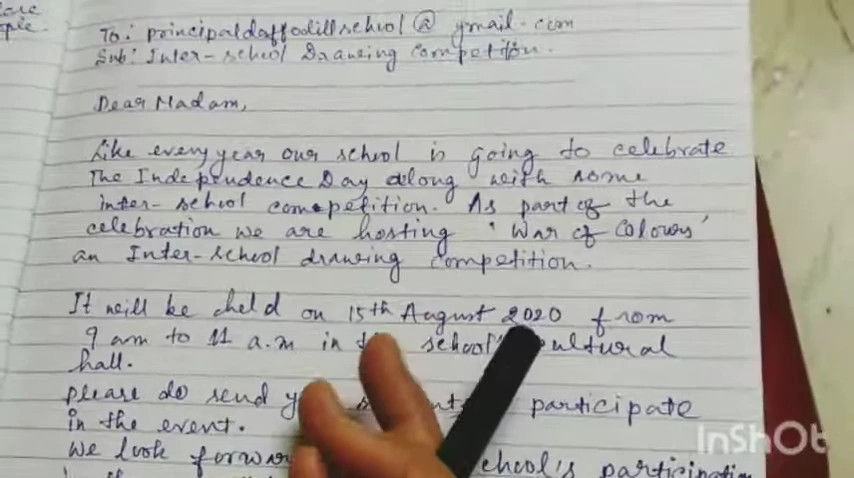 To: principaldaffodillschool@gmail.com
Sub: Inter-school Drawing Competition.
Dear Madam,
Like every year our school is going to celebrate
The Independence Day along with some
inter-school competition. As part of the
celebration we are hosting 'War of Colours'
an Inter-school drawing competition.
It will be held on 15th August 2020 from
9 am to 11 a.m in the school's cultural
hall.
please do send participate
in the event.
We look school's participation
InShOt